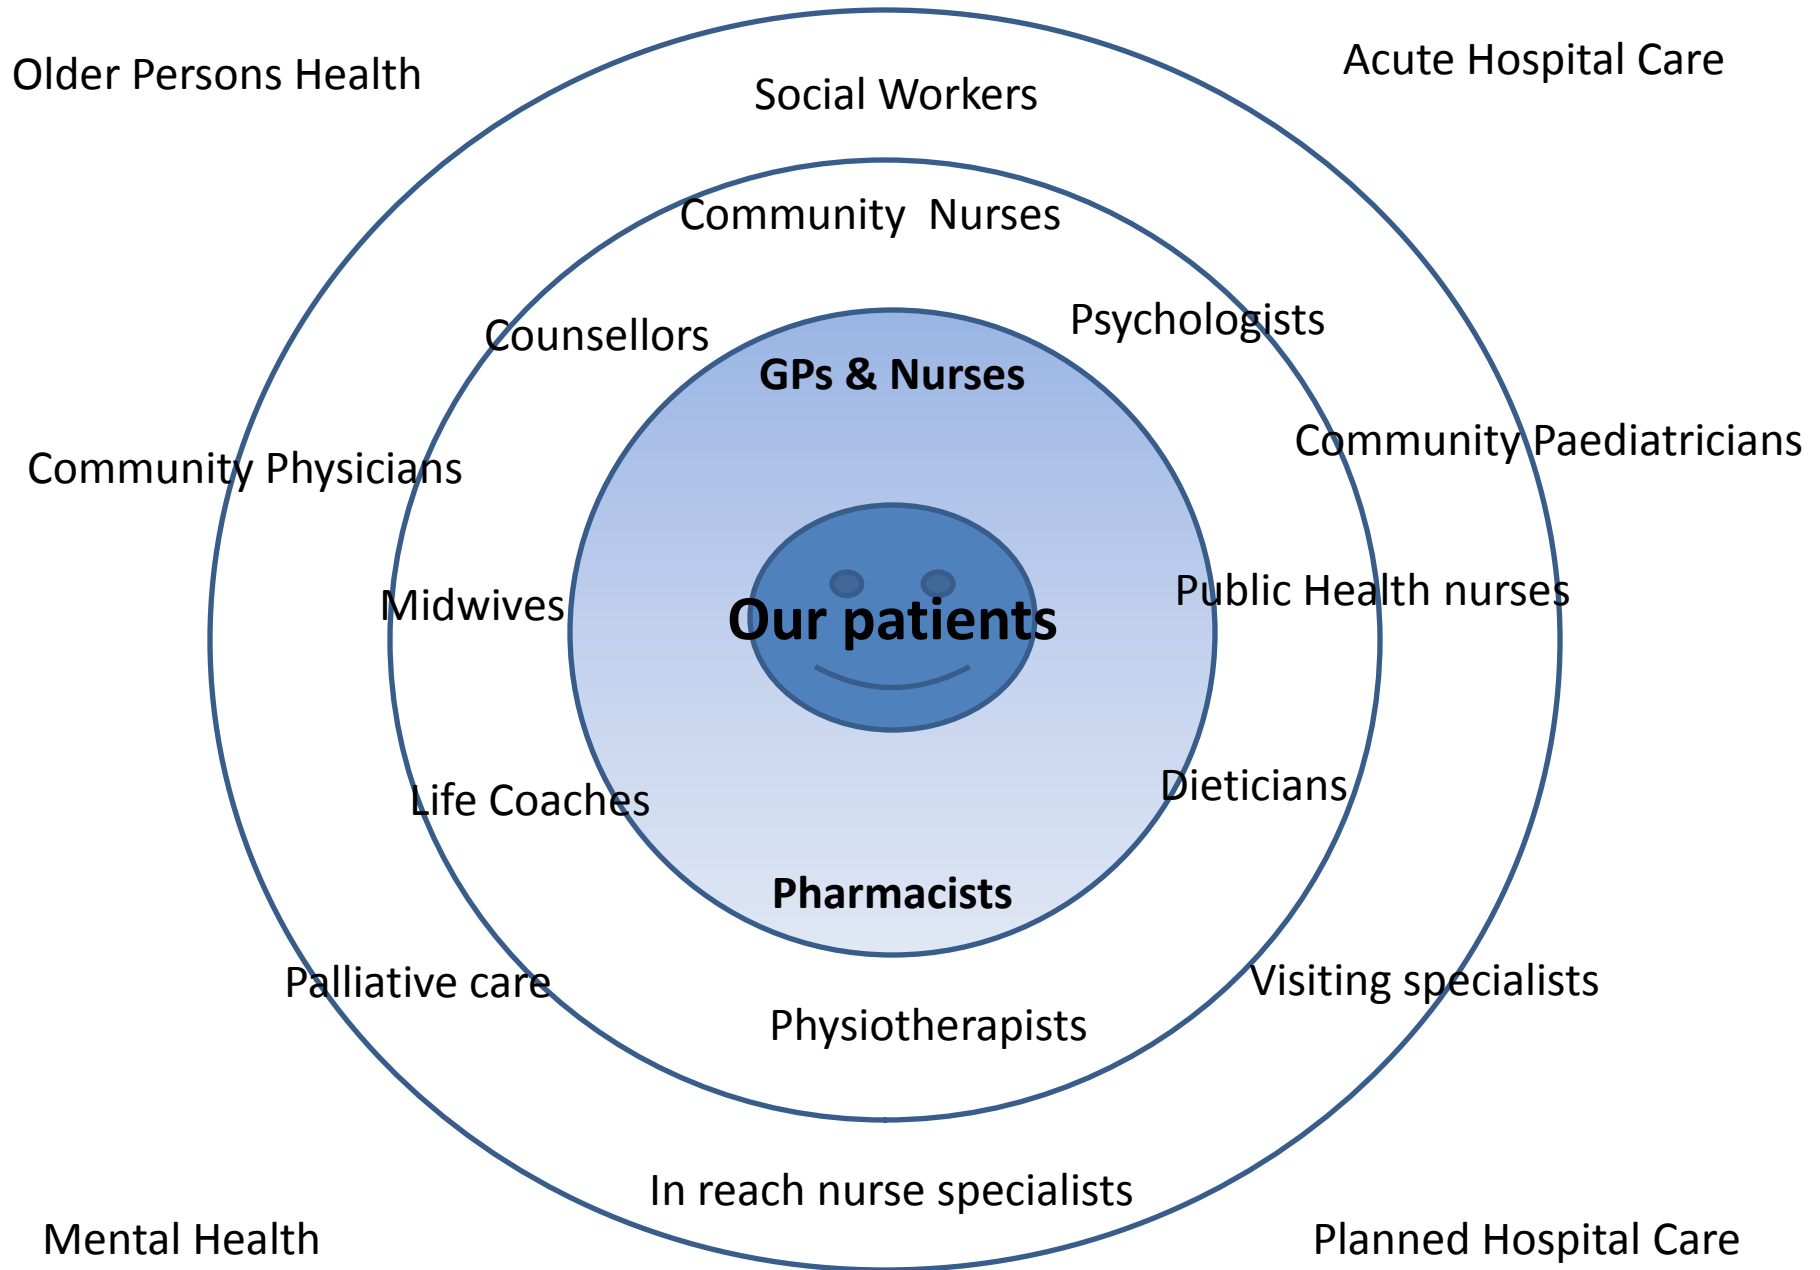 Older Persons Health
Acute Hospital Care
Social Workers
Community  Nurses
Counsellors
Psychologists
GPs & Nurses
Community Physicians
Community Paediatricians
Midwives
Our patients
Public Health nurses
Life Coaches
Dieticians
Pharmacists
Palliative care
Visiting specialists
Physiotherapists
In reach nurse specialists
Mental Health
Planned Hospital Care